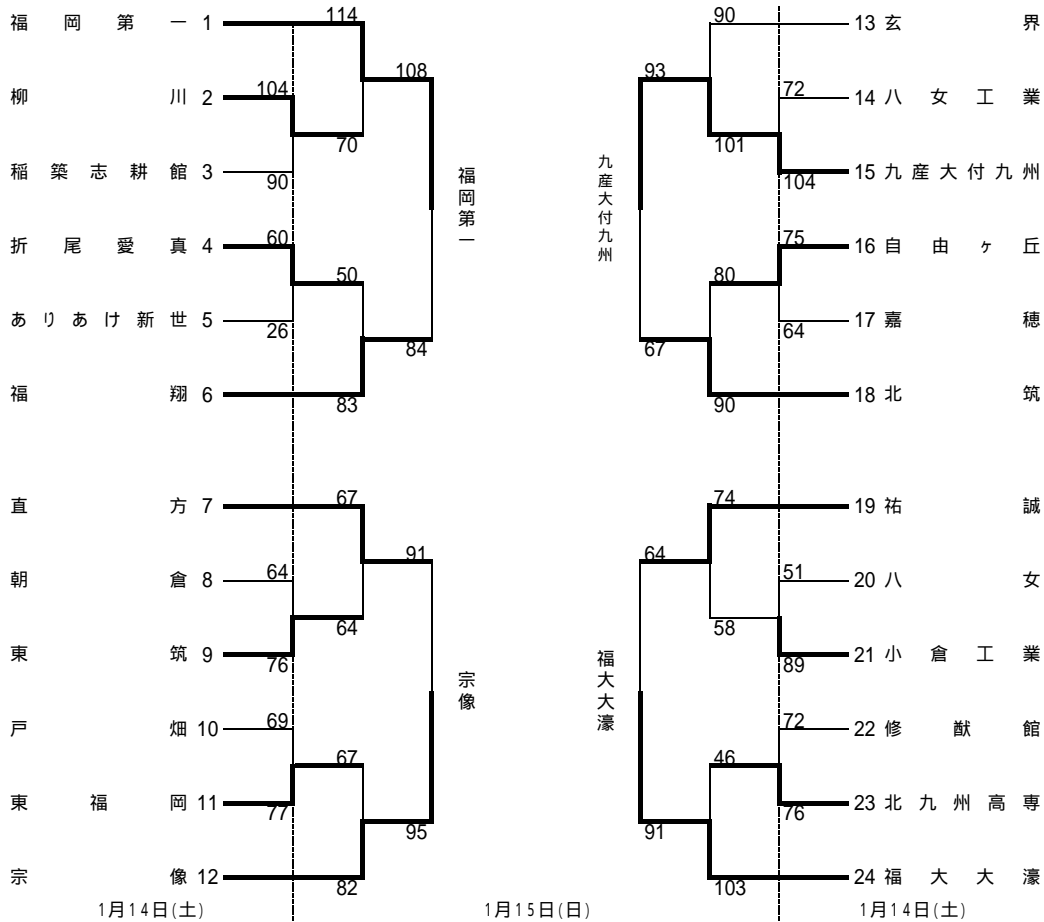 福岡第一 1 114
柳川 2 104
70
稲築志耕館 3 90
108
折尾愛真 4 60
50
ありあけ新世 5 26
84
福翔 6 83
福岡第一
直方 7 67
朝倉 8 64
91
64
東筑 9 76
戸畑 10 69
67
東福岡 11 77
95
宗像 12 82
宗像
1月14日(土)
1月15日(日)
90 13 玄界
93
72 14 八女工業
101
104 15 九産大付九州
75 16 自由ヶ丘
80
64 17 嘉穂
67
90 18 北筑
九産大付九州
74 19 祐誠
64
51 20 八女
58
89 21 小倉工業
72 22 修猷館
46
76 23 北九州高専
91
103 24 福大大濠
福大大濠
1月14日(土)